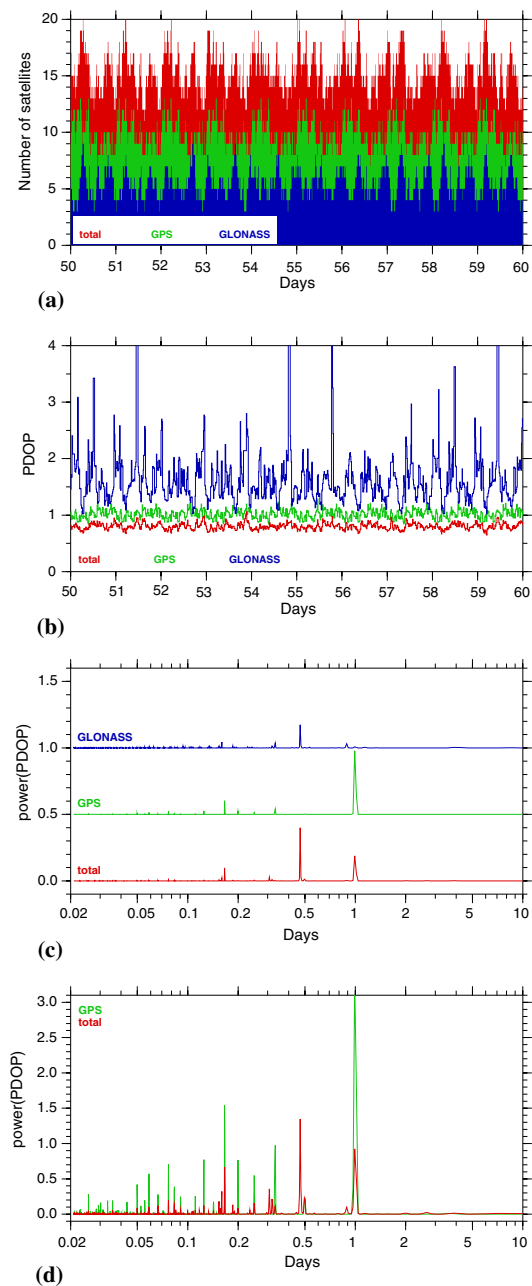 20
15
10
5
0
Number of satellites
total GPS GLONASS
50 51 52 53 54 55 56 57 58 59 60
Days
(a)
4
3
2
1
0
PDOP
total GPS GLONASS
50 51 52 53 54 55 56 57 58 59 60
Days
(b)
1.5
1.0
0.5
0.0
power(PDOP)
GLONASS
GPS
total
0.02 0.05 0.1 0.2 0.5 1 2 5 10
Days
(c)
3.0
2.5
2.0
1.5
1.0
0.5
0.0
power(PDOP)
GPS
total
0.02 0.05 0.1 0.2 0.5 1 2 5 10
Days
(d)